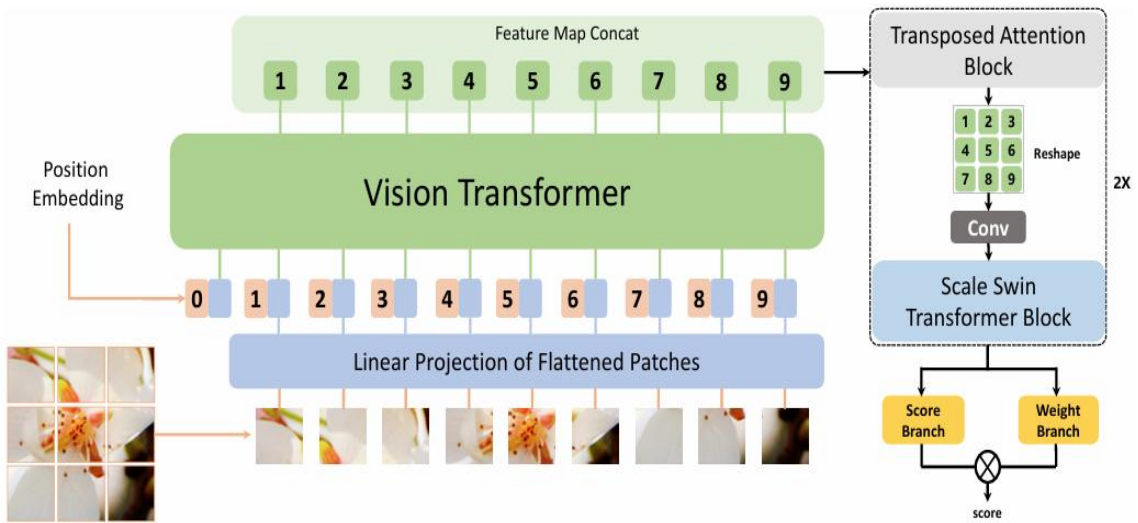 Feature Map Concat
1 2 3 4 5 6 7 8 9
Vision Transformer
Position
Embedding
0 1 2 3 4 5 6 7 8 9
Linear Projection of Flattened Patches
Transposed Attention
Block
1 2 3
4 5 6
7 8 9
Reshape
2X
Conv
Scale Swin
Transformer Block
Score
Branch
Weight
Branch
score